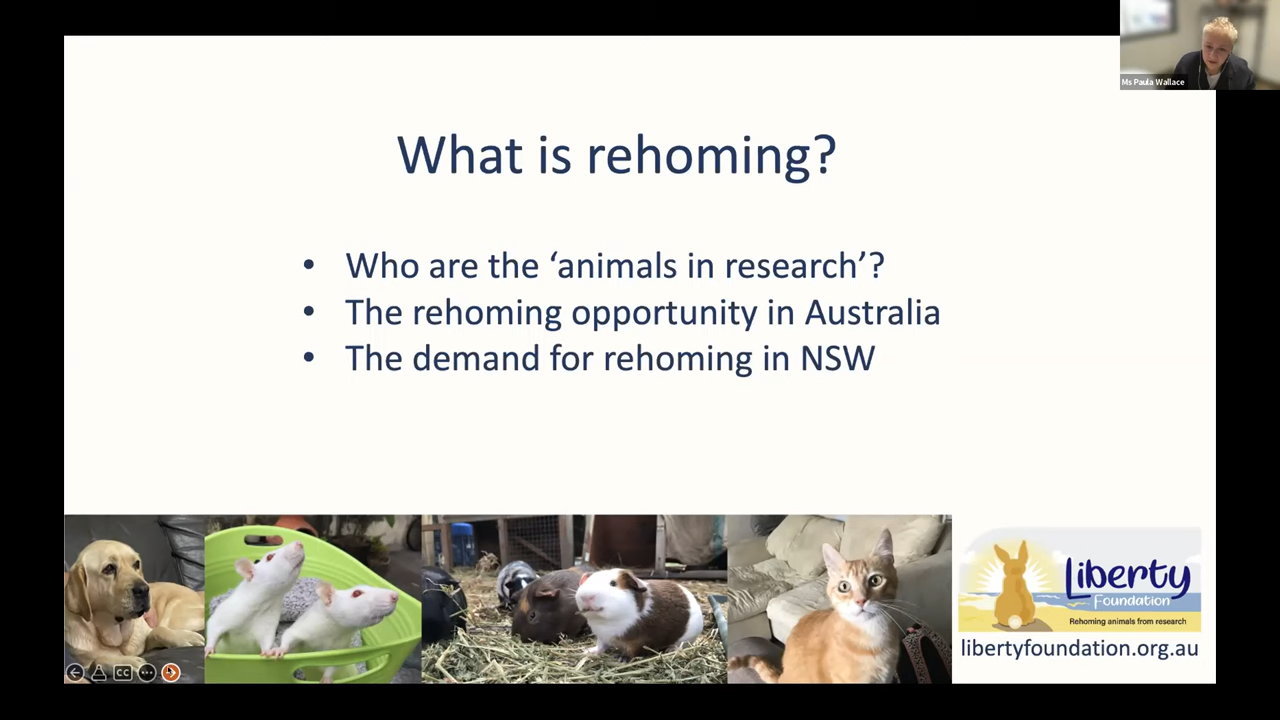 Ms Paula Wallace
What is rehoming?
• Who are the ‘animals in research’?
• The rehoming opportunity in Australia
• The demand for rehoming in NSW
Liberty
Foundation
Rehoming animals from research
libertyfoundation.org.au
CC